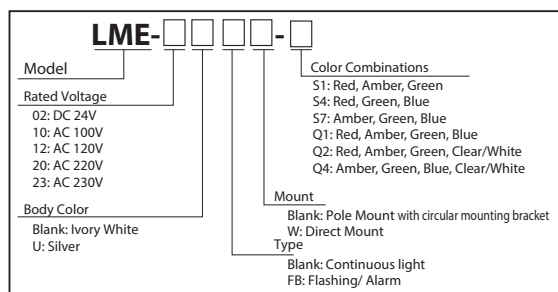 LME-
Model
Rated Voltage
02: DC 24V
10: AC 100V
12: AC 120V
20: AC 220V
23: AC 230V
Body Color
Blank: Ivory White
U: Silver
Color Combinations
S1: Red, Amber, Green
S4: Red, Green, Blue
S7: Amber, Green, Blue
Q1: Red, Amber, Green, Blue
Q2: Red, Amber, Green, Clear/White
Q4: Amber, Green, Blue, Clear/White
Mount
Blank: Pole Mount with circular mounting bracket
W: Direct Mount
Type
Blank: Continuous light
FB: Flashing/ Alarm